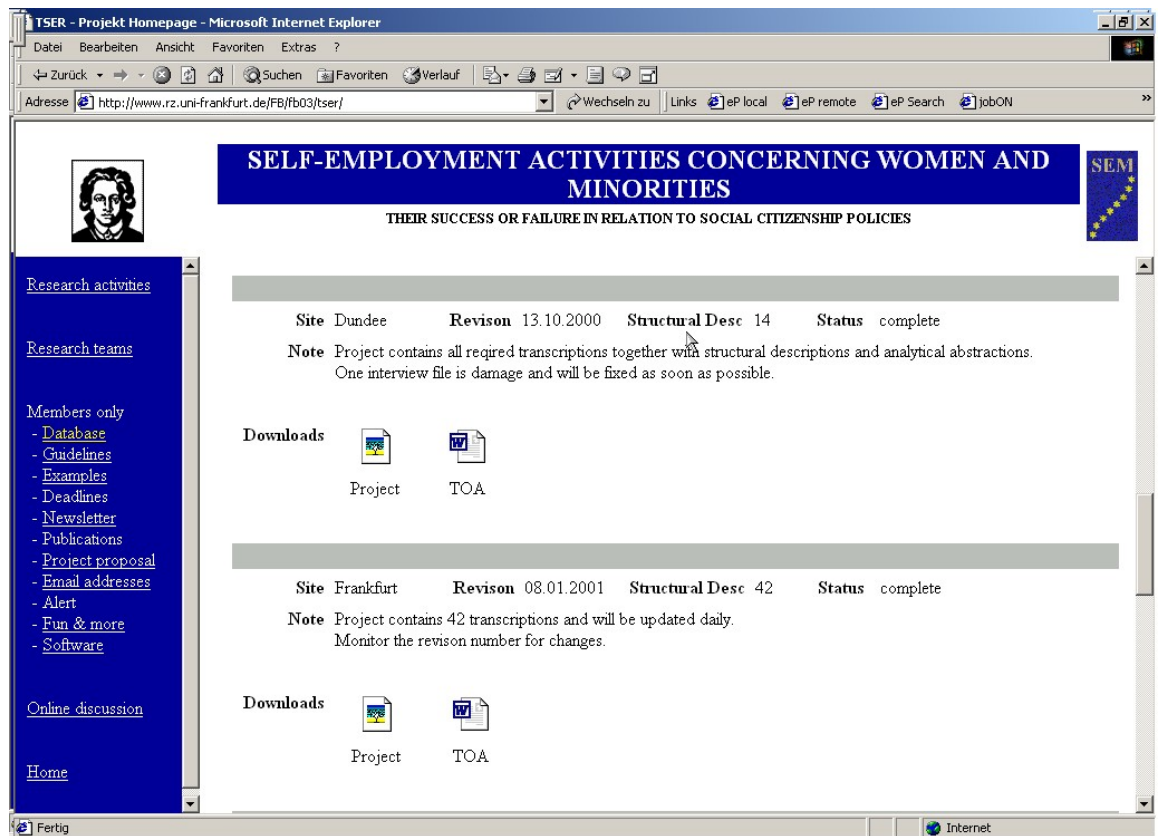 TSER - Projekt Homepage - Microsoft Internet Explorer
Datei Bearbeiten Ansicht Favoriten Extras ?
Zurück Suchen Favoriten Verlauf
Adresse http://www.rz.uni-frankfurt.de/FB/fb03/tser/ Wechseln zu Links eP local eP remote eP Search jobON »
SELF-EMPLOYMENT ACTIVITIES CONCERNING WOMEN AND
MINORITIES
THEIR SUCCESS OR FAILURE IN RELATION TO SOCIAL CITIZENSHIP POLICIES
SEM
Research activities
Research teams
Members only
- Database
- Guidelines
- Examples
- Deadlines
- Newsletter
- Publications
- Project proposal
- Email addresses
- Alert
- Fun & more
- Software
Online discussion
Home
Site Dundee Revison 13.10.2000 Structural Desc 14 Status complete
Note Project contains all reqired transcriptions together with structural descriptions and analytical abstractions.
One interview file is damage and will be fixed as soon as possible.
Downloads
Project TOA
Site Frankfurt Revison 08.01.2001 Structural Desc 42 Status complete
Note Project contains 42 transcriptions and will be updated daily.
Monitor the revison number for changes.
Downloads
Project TOA
Fertig Internet